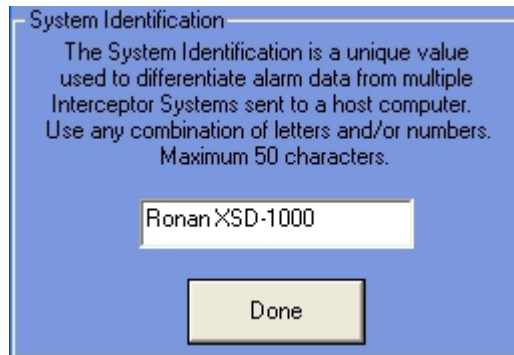 System Identification
The System Identification is a unique value
used to differentiate alarm data from multiple
Interceptor Systems sent to a host computer.
Use any combination of letters and/or numbers.
Maximum 50 characters.
Ronan XSD-1000
Done